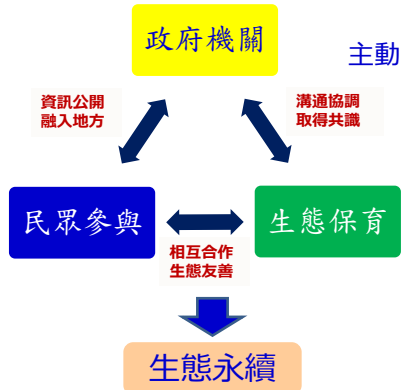 政府機關
主動
資訊公開
融入地方
溝通協調
取得共識
民眾參與
生態保育
相互合作
生態友善
生態永續